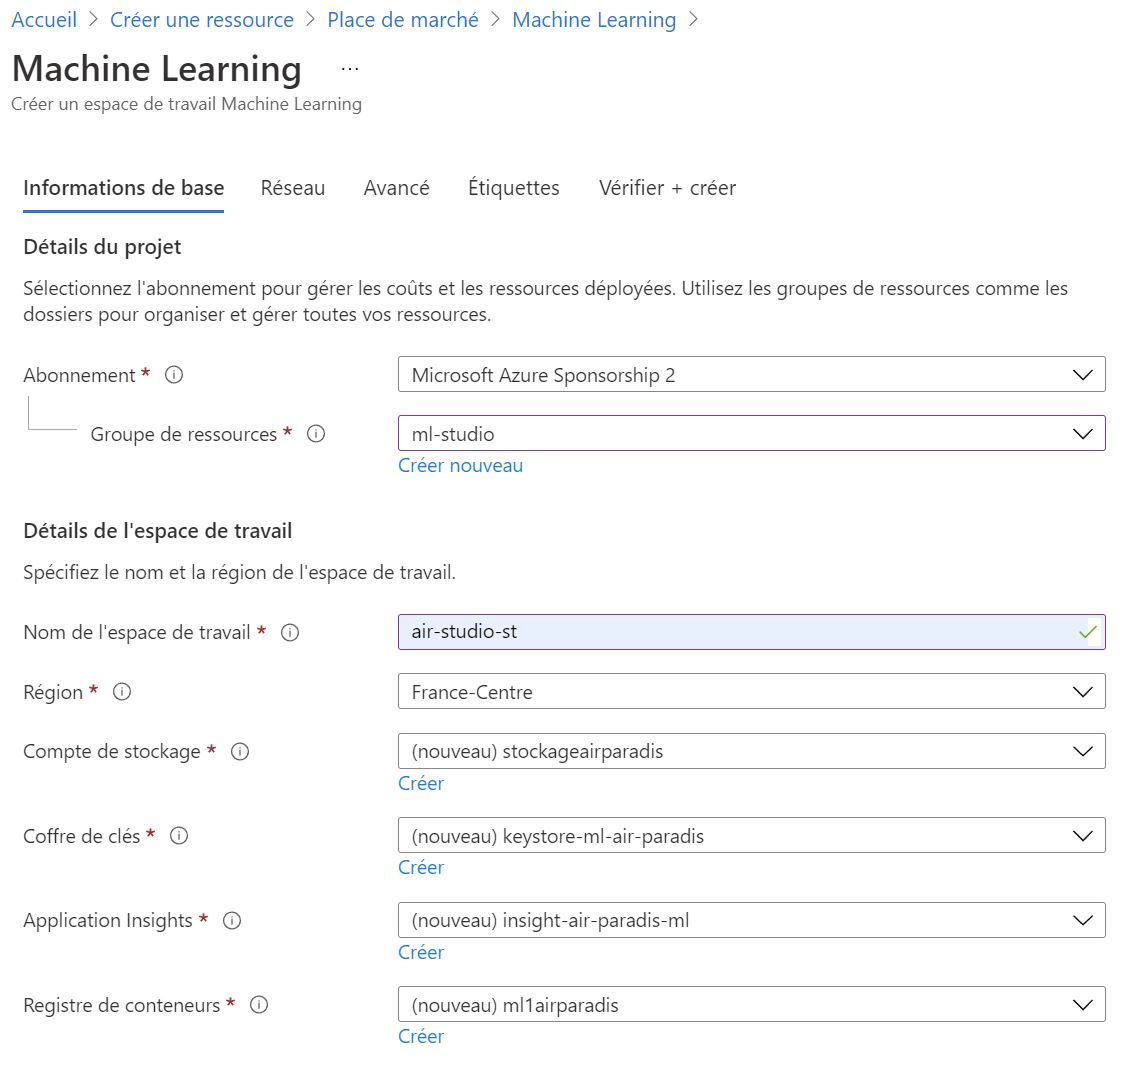 Accueil > Créer une ressource > Place de marché > Machine Learning >
Machine Learning ...
Créer un espace de travail Machine Learning
Informations de base Réseau Avancé Étiquettes Vérifier + créer
Détails du projet
Sélectionnez l'abonnement pour gérer les coûts et les ressources déployées. Utilisez les groupes de ressources comme les
dossiers pour organiser et gérer toutes vos ressources.
Abonnement * Microsoft Azure Sponsorship 2
Groupe de ressources * ml-studio
Créer nouveau
Détails de l'espace de travail
Spécifiez le nom et la région de l'espace de travail.
Nom de l'espace de travail * air-studio-st
Région * France-Centre
Compte de stockage * (nouveau) stockageairparadis
Créer
Coffre de clés * (nouveau) keystore-ml-air-paradis
Créer
Application Insights * (nouveau) insight-air-paradis-ml
Créer
Registre de conteneurs * (nouveau) ml1airparadis
Créer